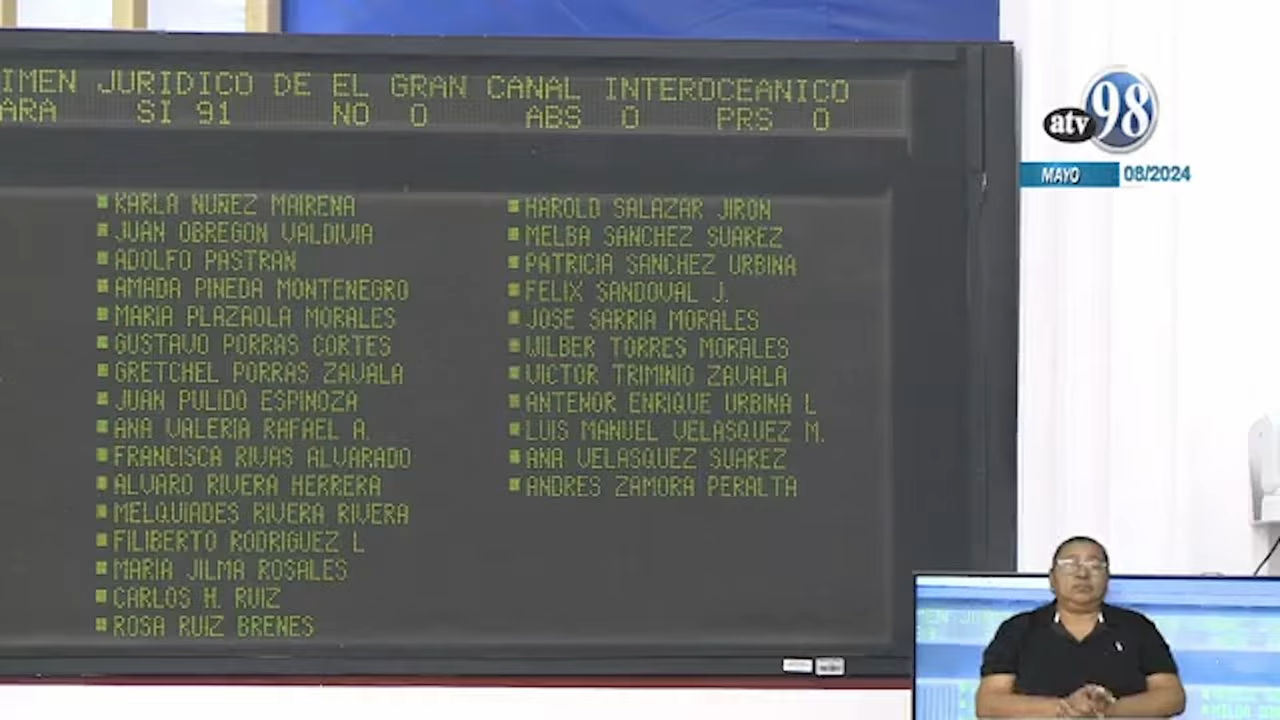 IMEN JURIDICO DE EL GRAN CANAL INTEROCEANICO
ARA SI 91 NO 0 ABS 0 PRS 0
KARLA NUÑEZ MAIRENA
JUAN OBREGON VALDIVIA
ADOLFO PASTRAN
AMADA PINEDA MONTENEGRO
MARIA PLAZAOLA MORALES
GUSTAVO PORRAS CORTES
GRETCHEL PORRAS ZAVALA
JUAN PULIDO ESPINOZA
ANA VALERIA RAFAEL A.
FRANCISCA RIVAS ALVARADO
ALVARO RIVERA HERRERA
MELQUIADES RIVERA RIVERA
FILIBERTO RODRIGUEZ L
MARIA JILMA ROSALES
CARLOS H. RUIZ
ROSA RUIZ BRENES
HAROLD SALAZAR JIRON
MELBA SANCHEZ SUAREZ
PATRICIA SANCHEZ URBINA
FELIX SANDOVAL J.
JOSE SARRIA MORALES
WILBER TORRES MORALES
VICTOR TRIMINIO ZAVALA
ANTENOR ENRIQUE URBINA L
LUIS MANUEL VELASQUEZ M.
ANA VELASQUEZ SUAREZ
ANDRES ZAMORA PERALTA
atv 98
MAYO 08/2024